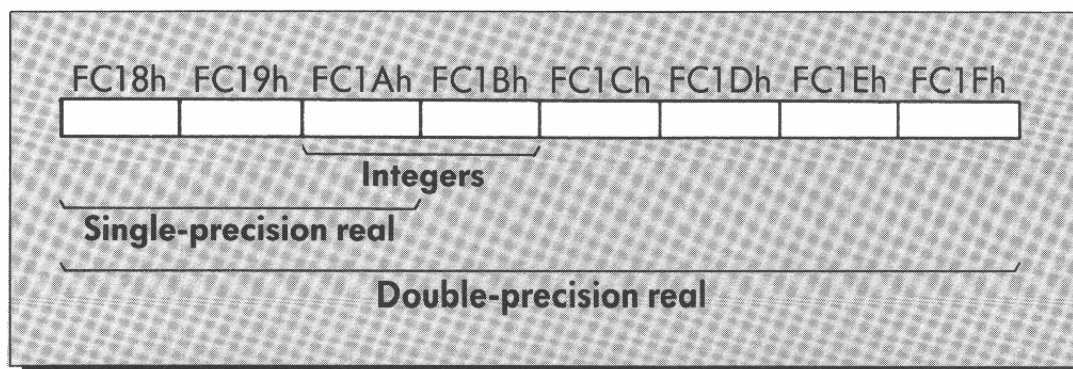 FC18h FC19h FC1Ah FC1Bh FC1Ch FC1Dh FC1Eh FC1Fh
Integers
Single-precision real
Double-precision real